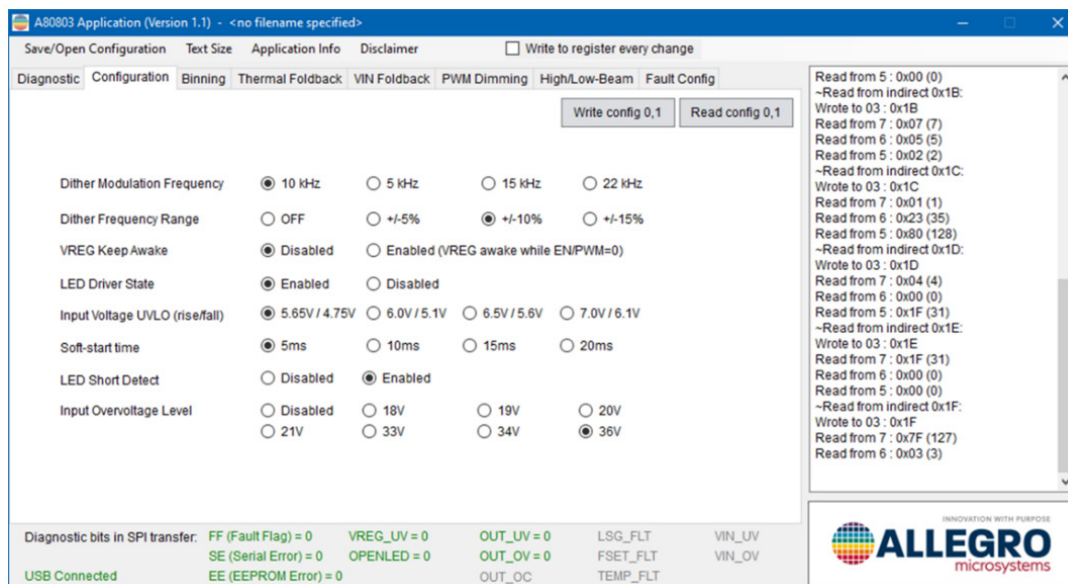 A80803 Application (Version 1.1) - <no filename specified>
Save/Open Configuration Text Size Application Info Disclaimer Write to register every change
Diagnostic Configuration Binning Thermal Foldback VIN Foldback PWM Dimming High/Low-Beam Fault Config
Write config 0,1 Read config 0,1
Dither Modulation Frequency 10 kHz 5 kHz 15 kHz 22 kHz
Dither Frequency Range OFF +/-5% +/-10% +/-15%
VREG Keep Awake Disabled Enabled (VREG awake while EN/PWM=0)
LED Driver State Enabled Disabled
Input Voltage UVLO (rise/fall) 5.65V / 4.75V 6.0V / 5.1V 6.5V / 5.6V 7.0V / 6.1V
Soft-start time 5ms 10ms 15ms 20ms
LED Short Detect Disabled Enabled
Input Overvoltage Level Disabled 18V 19V 20V
21V 33V 34V 36V
Read from 5 : 0x00 (0)
~Read from indirect 0x1B:
Wrote to 03 : 0x1B
Read from 7 : 0x07 (7)
Read from 6 : 0x05 (5)
Read from 5 : 0x02 (2)
~Read from indirect 0x1C:
Wrote to 03 : 0x1C
Read from 7 : 0x01 (1)
Read from 6 : 0x23 (35)
Read from 5 : 0x80 (128)
~Read from indirect 0x1D:
Wrote to 03 : 0x1D
Read from 7 : 0x04 (4)
Read from 6 : 0x00 (0)
Read from 5 : 0x1F (31)
~Read from indirect 0x1E:
Wrote to 03 : 0x1E
Read from 7 : 0x1F (31)
Read from 6 : 0x00 (0)
Read from 5 : 0x00 (0)
~Read from indirect 0x1F:
Wrote to 03 : 0x1F
Read from 7 : 0x7F (127)
Read from 6 : 0x03 (3)
Diagnostic bits in SPI transfer: FF (Fault Flag) = 0 VREG_UV = 0 OUT_UV = 0 LSG_FLT VIN_UV
SE (Serial Error) = 0 OPENLED = 0 OUT_OV = 0 FSET_FLT VIN_OV
USB Connected EE (EEPROM Error) = 0 OUT_OC TEMP_FLT
INNOVATION WITH PURPOSE
ALLEGRO
microsystems